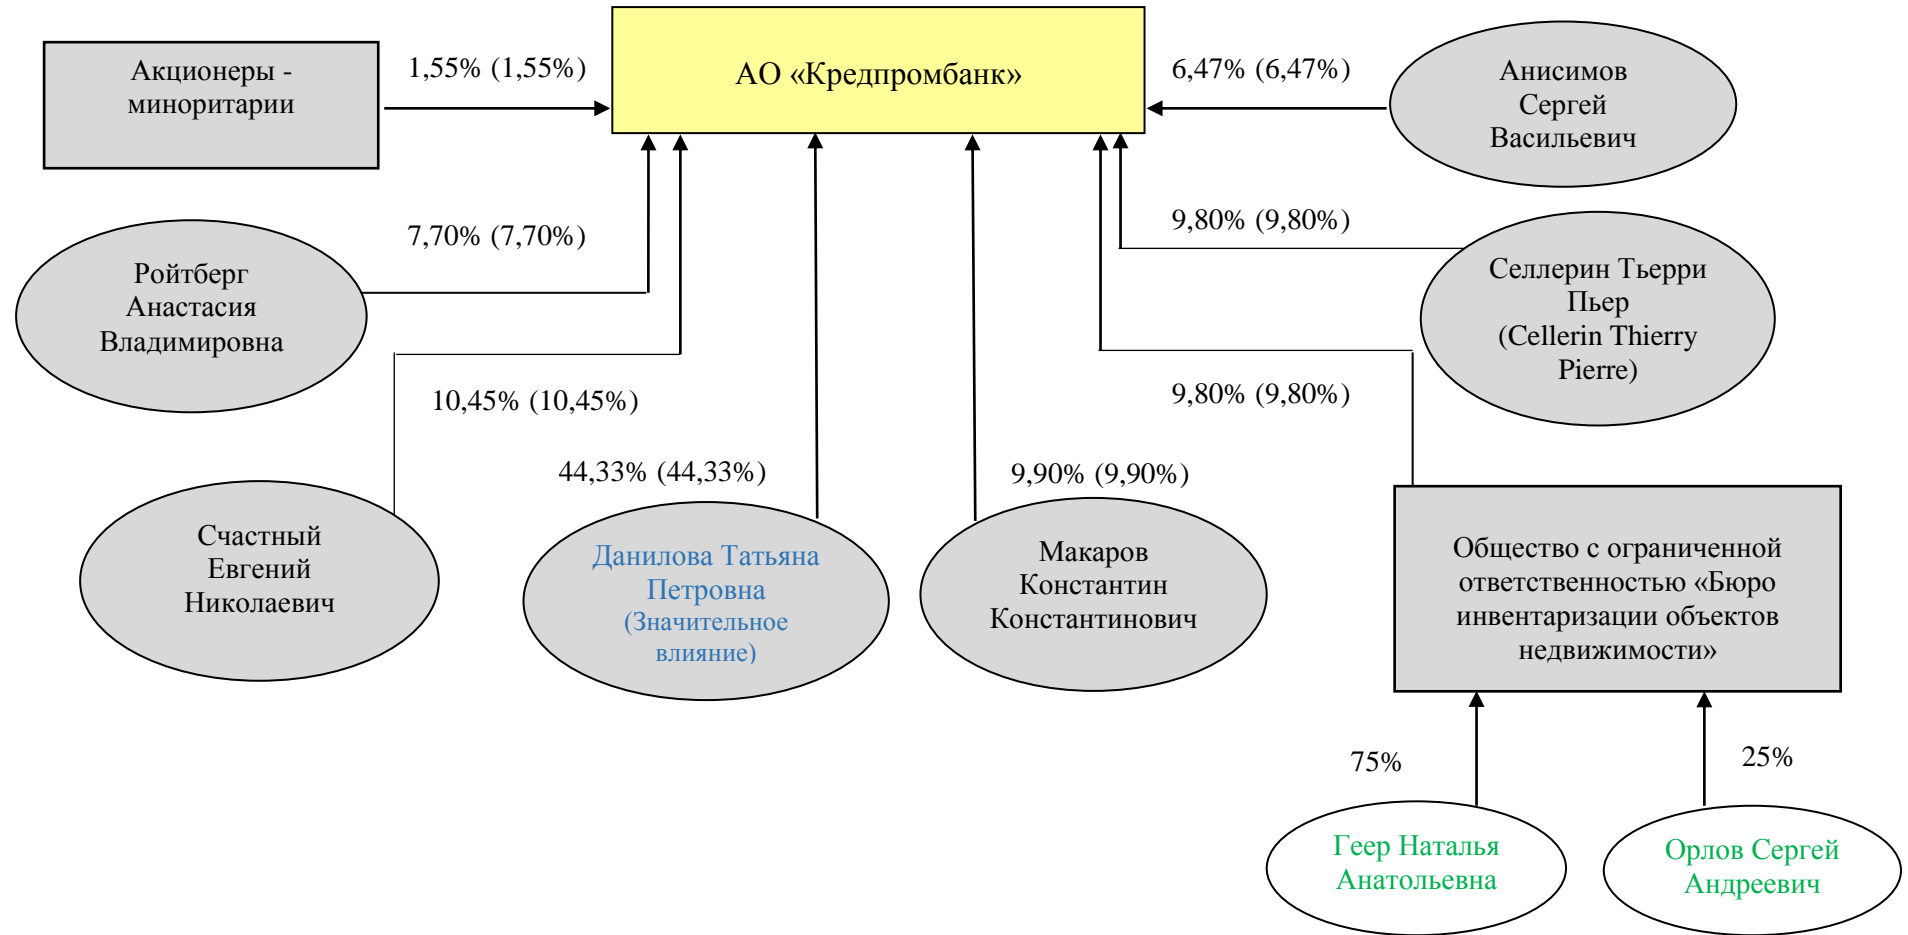 АО «Кредпромбанк»
Акционеры -
миноритарии
1,55% (1,55%)
6,47% (6,47%)
Анисимов
Сергей
Васильевич
7,70% (7,70%)
9,80% (9,80%)
Ройтберг
Анастасия
Владимировна
Селлерин Тьерри
Пьер
(Cellerin Thierry
Pierre)
10,45% (10,45%)
9,80% (9,80%)
44,33% (44,33%)
9,90% (9,90%)
Счастный
Евгений
Николаевич
Данилова Татьяна
Петровна
(Значительное
влияние)
Макаров
Константин
Константинович
Общество с ограниченной
ответственностью «Бюро
инвентаризации объектов
недвижимости»
75%
25%
Геер Наталья
Анатольевна
Орлов Сергей
Андреевич